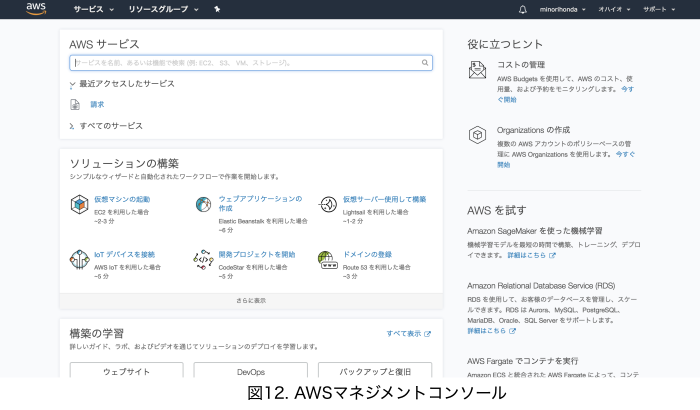 aws
サービス
リソースグループ
minorihonda
オハイオ
サポート
AWS サービス
サービスを名前、あるいは機能で検索 (例: EC2、S3、VM、ストレージ)。
最近アクセスしたサービス
請求
すべてのサービス
ソリューションの構築
シンプルなウィザードと自動化されたワークフローで作業を開始します。
仮想マシンの起動
EC2 を利用した場合
~2-3 分
ウェブアプリケーションの
作成
Elastic Beanstalk を利用した場合
~6 分
仮想サーバー使用して構築
Lightsail を利用した場合
~1-2 分
IoT デバイスを接続
AWS IoT を利用した場合
~5 分
開発プロジェクトを開始
CodeStar を利用した場合
~5 分
ドメインの登録
Route 53 を利用した場合
~3 分
さらに表示
構築の学習
すべて表示
詳しいガイド、ラボ、およびビデオを通じてソリューションのデプロイを学習します。
ウェブサイト
DevOps
バックアップと復旧
役に立つヒント
コストの管理
AWS Budgets を使用して、AWS のコスト、使
用量、および予約をモニタリングします。 今す
ぐ開始
Organizations の作成
複数の AWS アカウントのポリシーベースの管
理に AWS Organizations を使用します。 今すぐ
開始
AWS を試す
Amazon SageMaker を使った機械学習
機械学習モデルを最短の時間で構築、トレーニング、デプロ
イできます。 詳細はこちら
Amazon Relational Database Service (RDS)
RDS を使用して、お客様のデータベースを管理し、スケー
ルできます。RDS は Aurora、MySQL、PostgreSQL、
MariaDB、Oracle、SQL Server をサポートします。
詳細はこちら
AWS Fargate でコンテナを実行
Amazon ECS と統合された AWS Fargate によって、コンテ
図12. AWSマネジメントコンソール